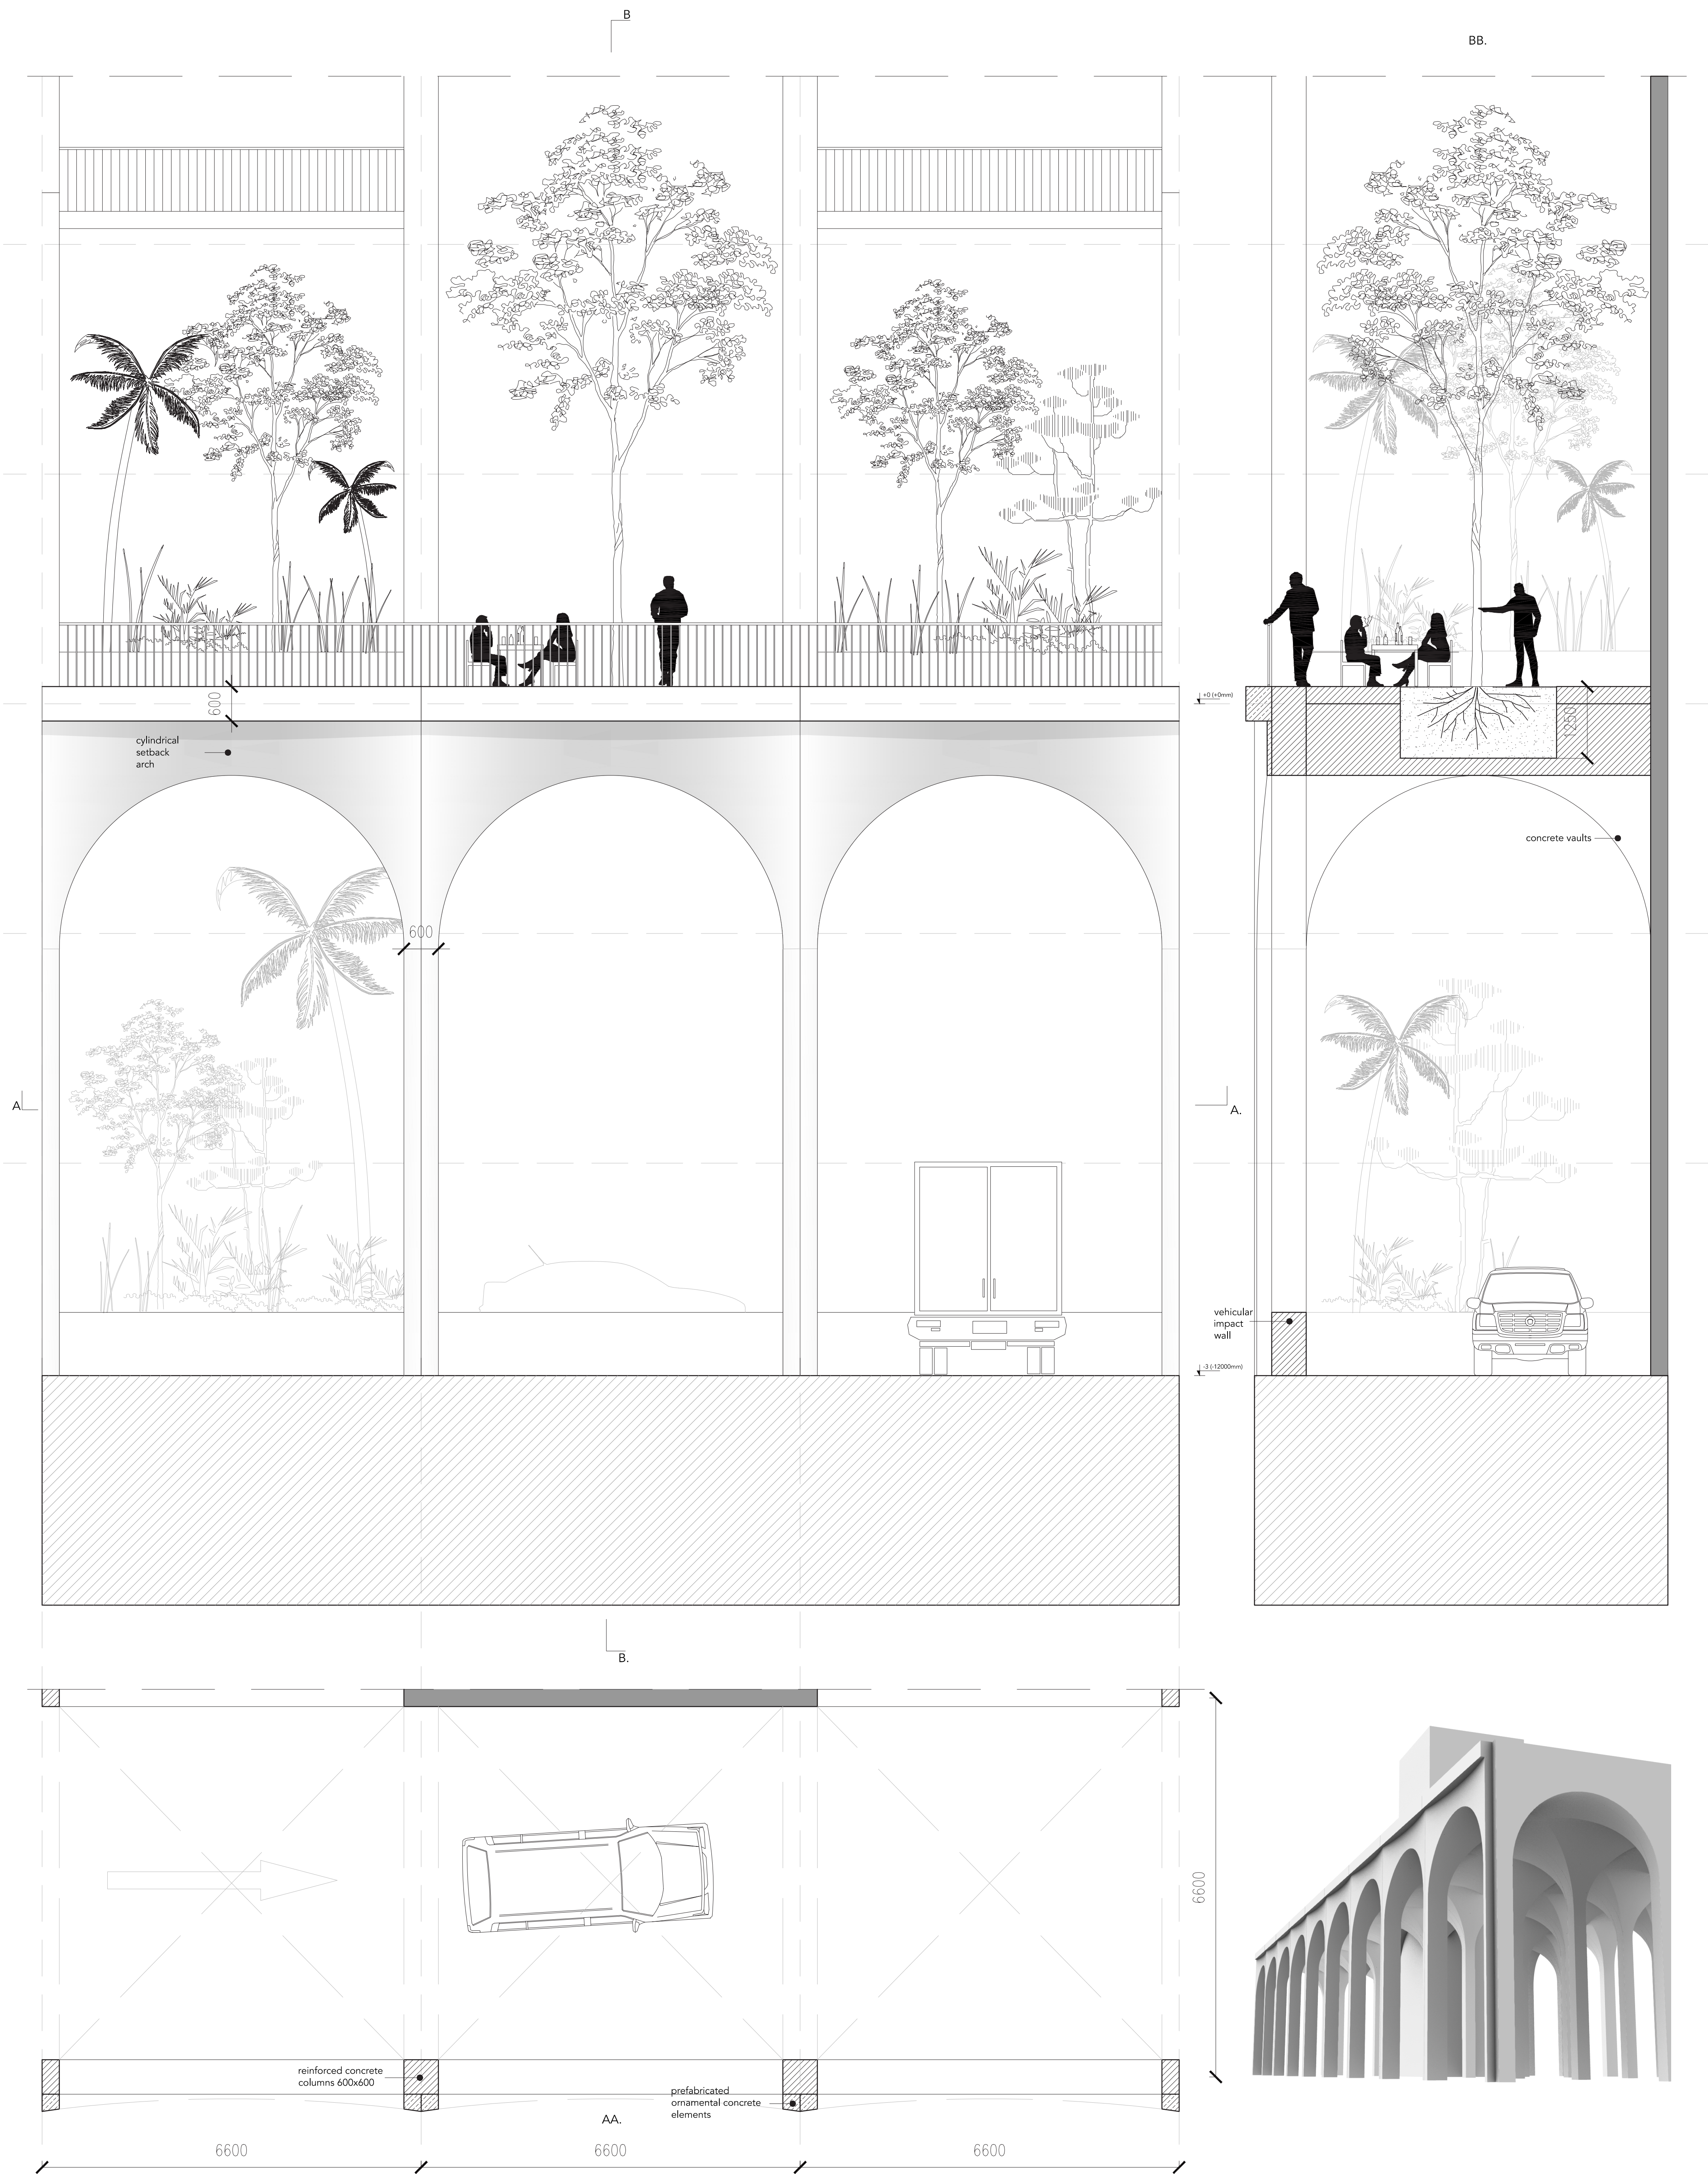 B
BB.
600
+0 (+0mm)
1250
cylindrical
setback
arch
concrete vaults
600
A
A.
vehicular
impact
wall
-3 (-12000mm)
B.
6600
reinforced concrete
columns 600x600
prefabricated
ornamental concrete
elements
AA.
6600
6600
6600